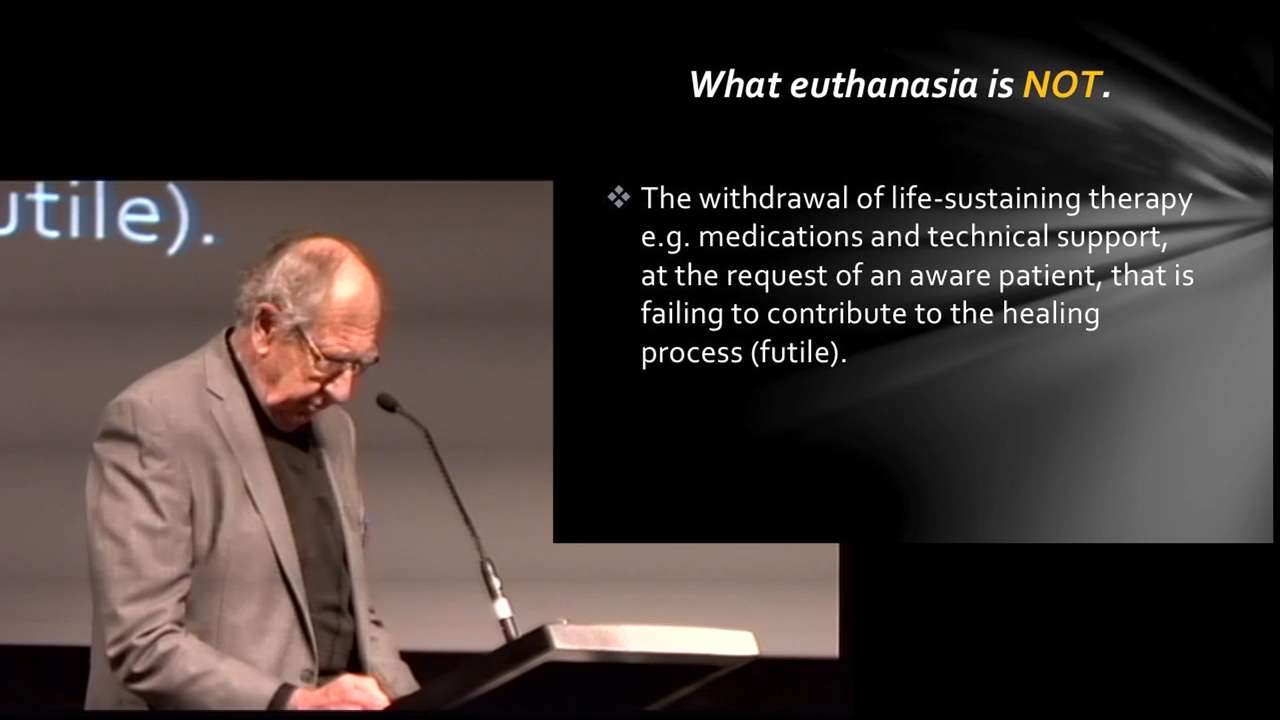 What euthanasia is NOT.
❖ The withdrawal of life-sustaining therapy
e.g. medications and technical support,
at the request of an aware patient, that is
failing to contribute to the healing
process (futile).
utile).